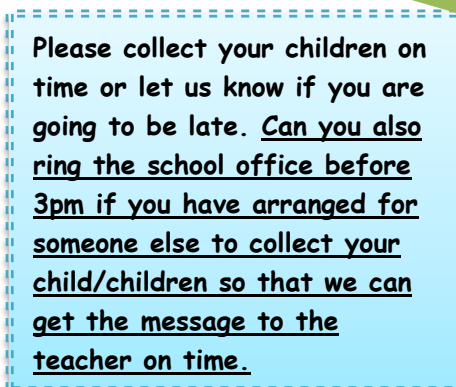 Please collect your children on
time or let us know if you are
going to be late. Can you also
ring the school office before
3pm if you have arranged for
someone else to collect your
child/children so that we can
get the message to the
teacher on time.